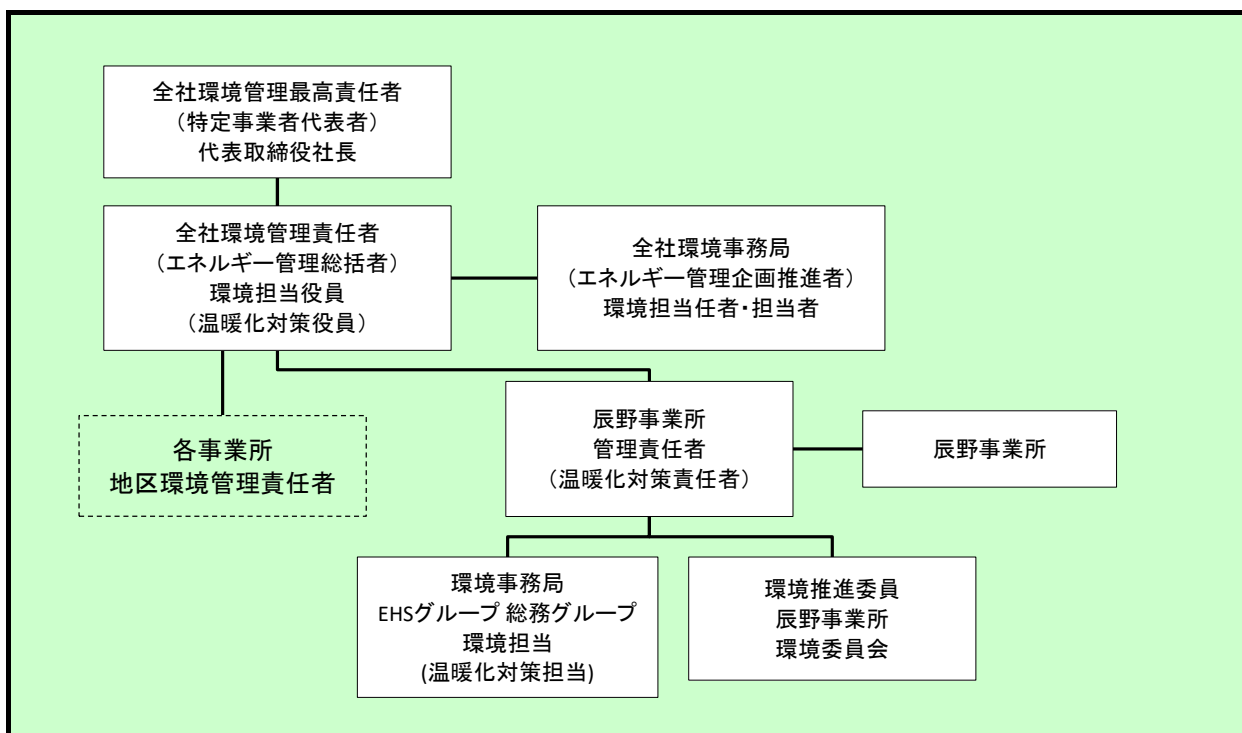 全社環境管理最高責任者
（特定事業者代表者）
代表取締役社長
全社環境管理責任者
（エネルギー管理総括者）
環境担当役員
（温暖化対策役員）
全社環境事務局
（エネルギー管理企画推進者）
環境担当任者・担当者
各事業所
地区環境管理責任者
辰野事業所
管理責任者
（温暖化対策責任者）
辰野事業所
環境事務局
EHSグループ 総務グループ
環境担当
(温暖化対策担当)
環境推進委員
辰野事業所
環境委員会